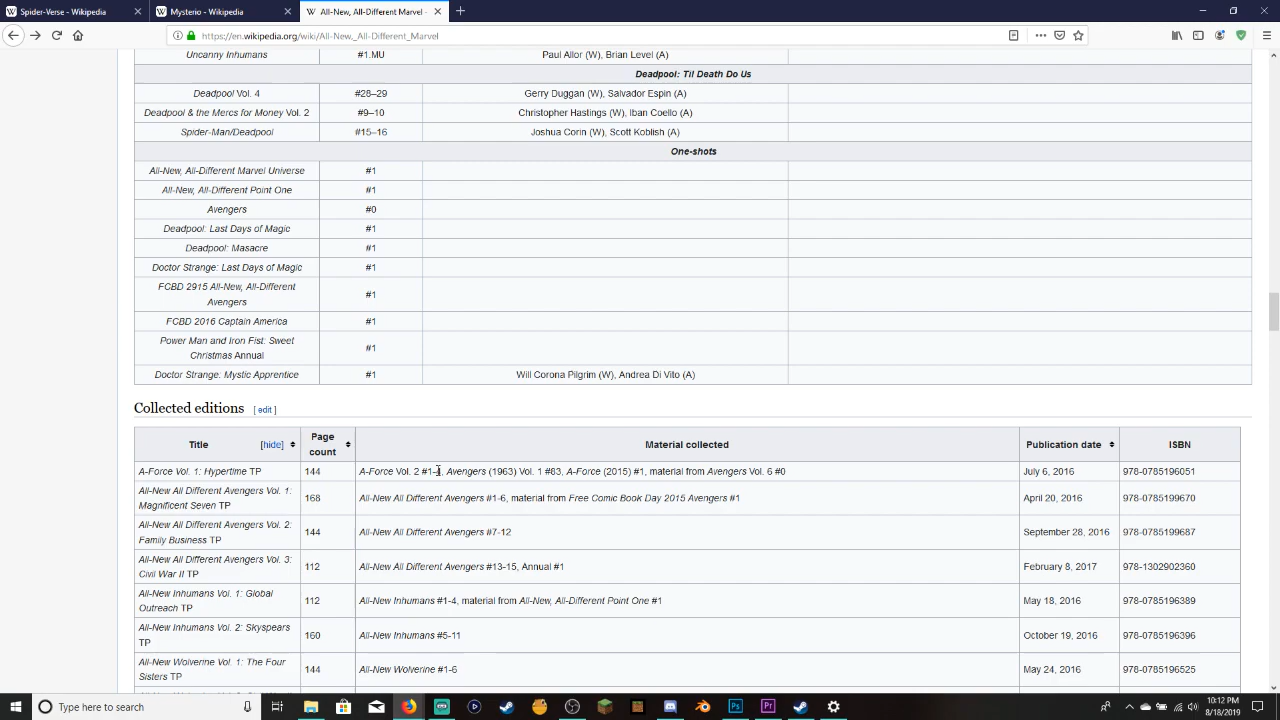 Spider-Verse - Wikipedia
Mysterio - Wikipedia
All-New, All-Different Marvel -
https://en.wikipedia.org/wiki/All-New,_All-Different_Marvel
Uncanny Inhumans #1.MU Paul Allor (W), Brian Level (A)
Deadpool: Til Death Do Us
Deadpool Vol. 4 #28–29 Gerry Duggan (W), Salvador Espin (A)
Deadpool & the Mercs for Money Vol. 2 #9–10 Christopher Hastings (W), Iban Coello (A)
Spider-Man/Deadpool #15–16 Joshua Corin (W), Scott Koblish (A)
One-shots
All-New, All-Different Marvel Universe #1
All-New, All-Different Point One #1
Avengers #0
Deadpool: Last Days of Magic #1
Deadpool: Masacre #1
Doctor Strange: Last Days of Magic #1
FCBD 2915 All-New, All-Different
Avengers #1
FCBD 2016 Captain America #1
Power Man and Iron Fist: Sweet
Christmas Annual #1
Doctor Strange: Mystic Apprentice #1 Will Corona Pilgrim (W), Andrea Di Vito (A)
Collected editions [ edit ]
Title [hide] Page count Material collected Publication date ISBN
A-Force Vol. 1: Hypertime TP 144 A-Force Vol. 2 #1- , Avengers (1963) Vol. 1 #83, A-Force (2015) #1, material from Avengers Vol. 6 #0 July 6, 2016 978-0785196051
All-New All Different Avengers Vol. 1:
Magnificent Seven TP 168 All-New All Different Avengers #1-6, material from Free Comic Book Day 2015 Avengers #1 April 20, 2016 978-0785199670
All-New All Different Avengers Vol. 2:
Family Business TP 144 All-New All Different Avengers #7-12 September 28, 2016 978-0785199687
All-New All Different Avengers Vol. 3:
Civil War II TP 112 All-New All Different Avengers #13-15, Annual #1 February 8, 2017 978-1302902360
All-New Inhumans Vol. 1: Global
Outreach TP 112 All-New Inhumans #1-4, material from All-New, All-Different Point One #1 May 18, 2016 978-0785196389
All-New Inhumans Vol. 2: Skyspears
TP 160 All-New Inhumans #5-11 October 19, 2016 978-0785196396
All-New Wolverine Vol. 1: The Four
Sisters TP 144 All-New Wolverine #1-6 May 24, 2016 978-0785196525
Type here to search
10:12 PM
8/18/2019